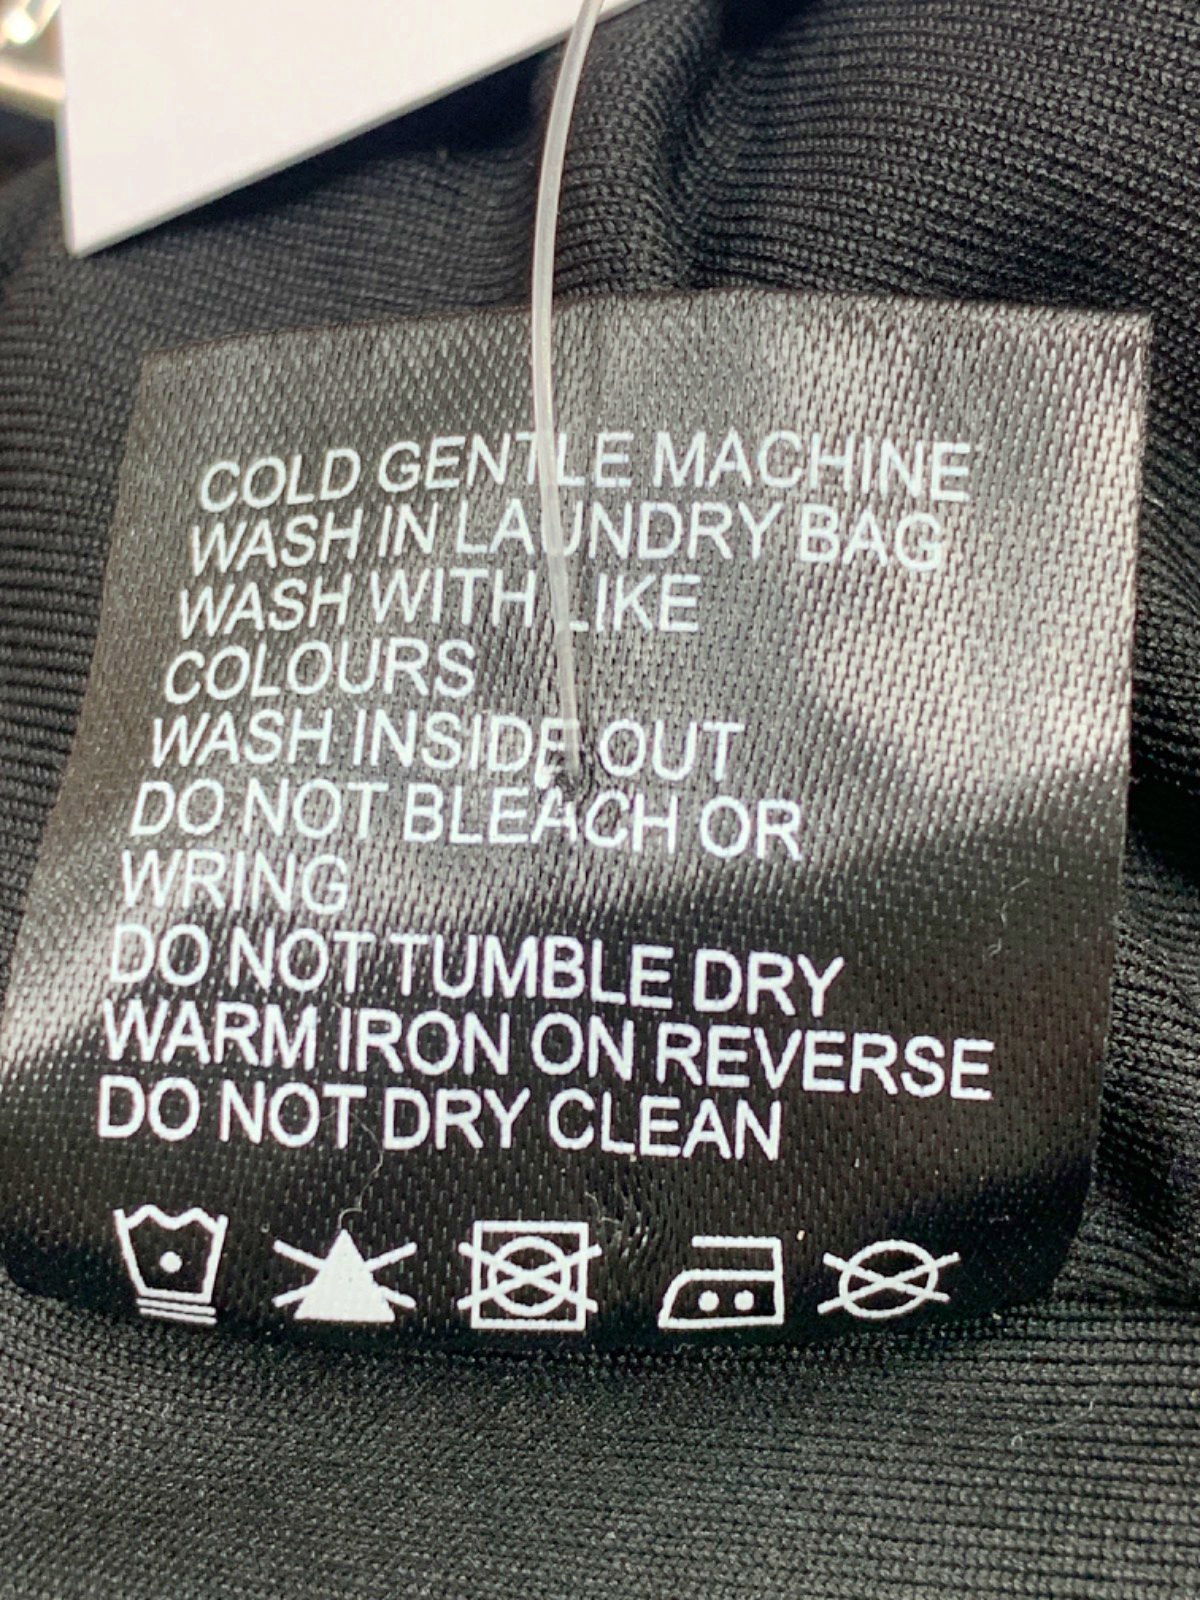 COLD GENTLE MACHINE
WASH IN LAUNDRY BAG
WASH WITH LIKE
COLOURS
WASH INSIDE OUT
DO NOT BLEACH OR
WRING
DO NOT TUMBLE DRY
WARM IRON ON REVERSE
DO NOT DRY CLEAN